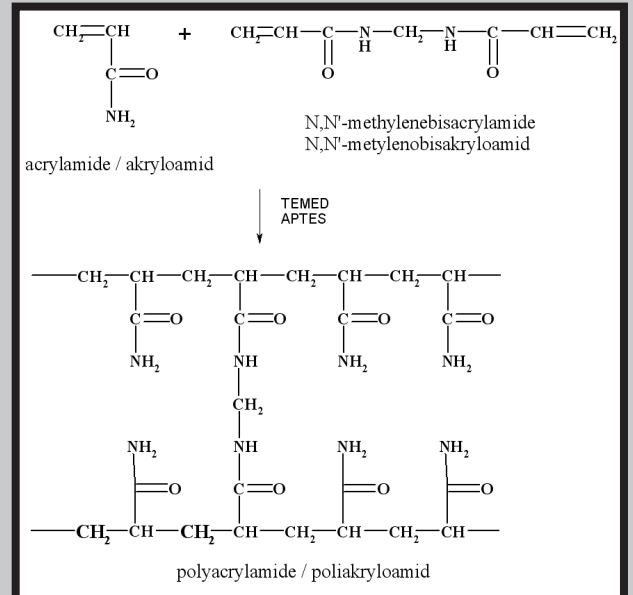 CH₂═CH + CH₂═CH—C—N—CH₂—N—C—CH═CH₂
H H
C═O O O
NH₂
N,N'-methylenebisacrylamide
N,N'-metylenobisakryloamid
acrylamide / akryloamid
TEMED
APTES
—CH₂—CH—CH₂—CH—CH₂—CH—CH₂—CH—
C═O C═O C═O C═O
NH₂ NH NH₂ NH₂
CH₂
NH₂ NH NH₂ NH₂
═O C═O ═O ═O
—CH₂—CH—CH₂—CH—CH₂—CH—CH₂—CH—
polyacrylamide / poliakryloamid